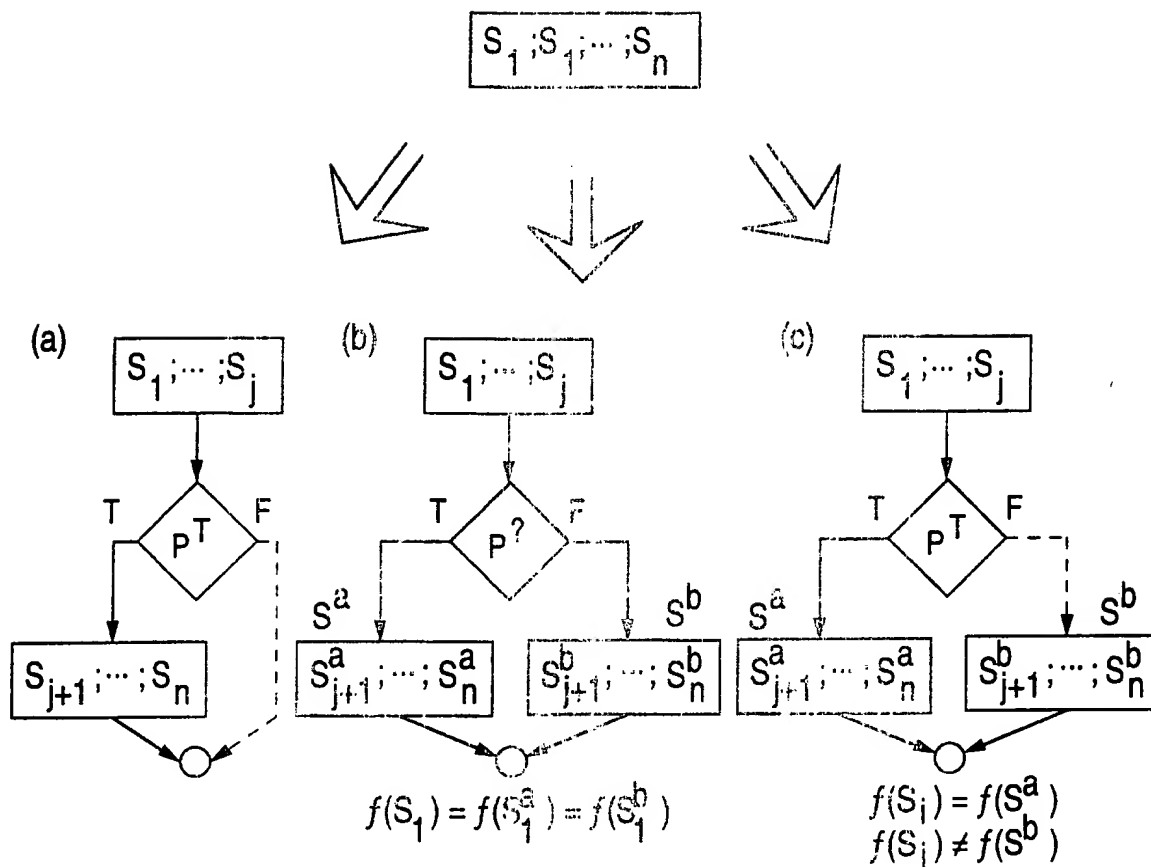 S1 ;S1;··· ;Sn
(a) (b) (c)
S1 ;··· ;Sj
S1 ;··· ;Sj
S1 ;··· ;Sj
T P^T F
T P^? F
T P^T F
S^a S^b
S^a S^b
Sj+1 ;··· ; Sn
S^a_j+1 ;··· ; S^a_n
S^b_j+1 ;··· ; S^b_n
S^a_j+1 ;··· ; S^a_n
S^b_j+1 ;··· ; S^b_n
f(S1) = f(S^a_1) = f(S^b_1)
f(Si) = f(S^a)
f(Si) ≠ f(S^b)